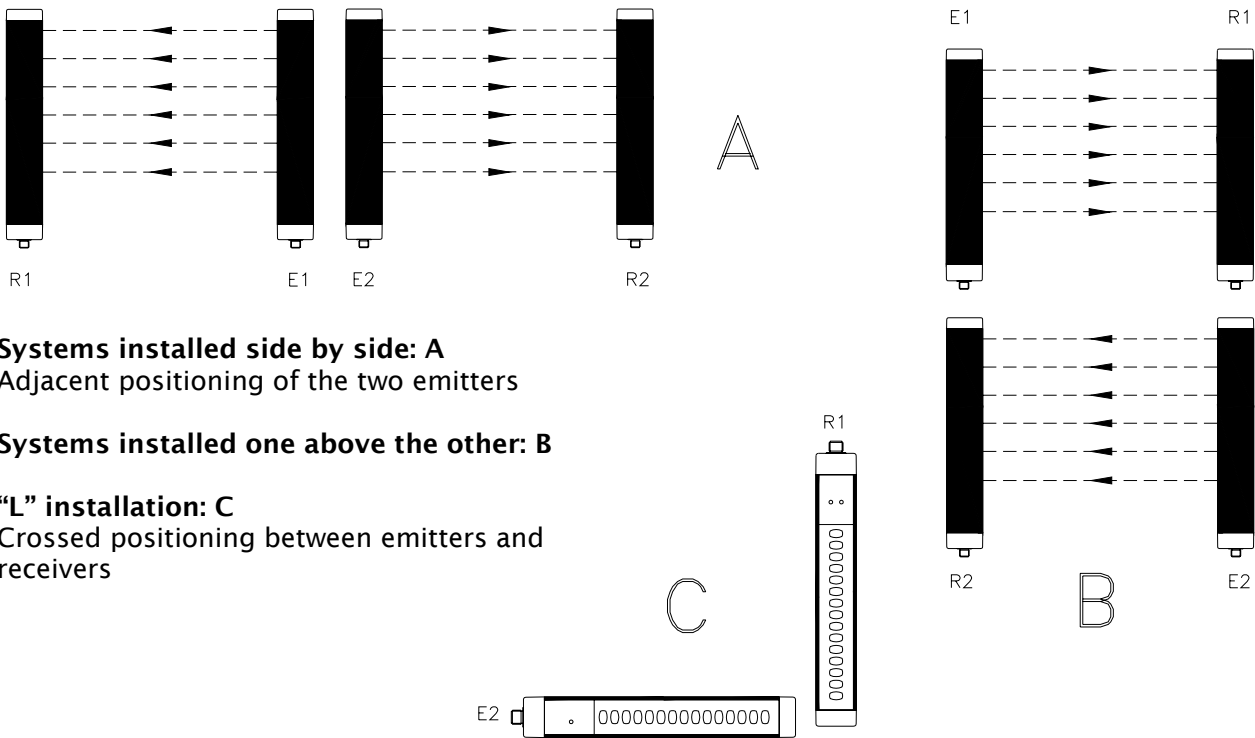 E1 R1
A
R1 E1 E2 R2
Systems installed side by side: A
Adjacent positioning of the two emitters
Systems installed one above the other: B
“L” installation: C
Crossed positioning between emitters and
receivers
R1
R2 E2
B
C
E2